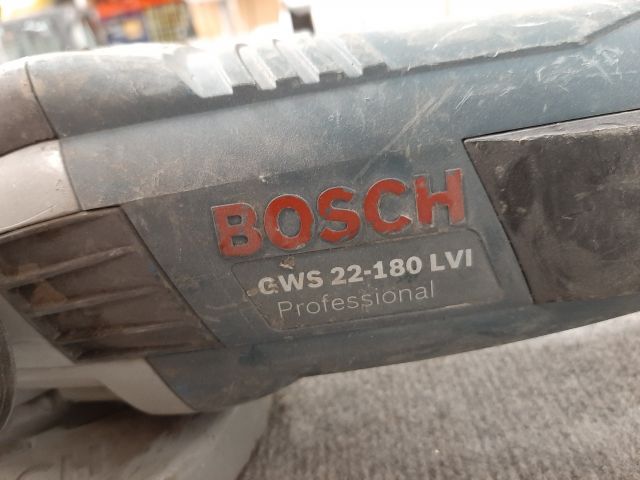 BOSCH
GWS 22-180 LVI
Professional